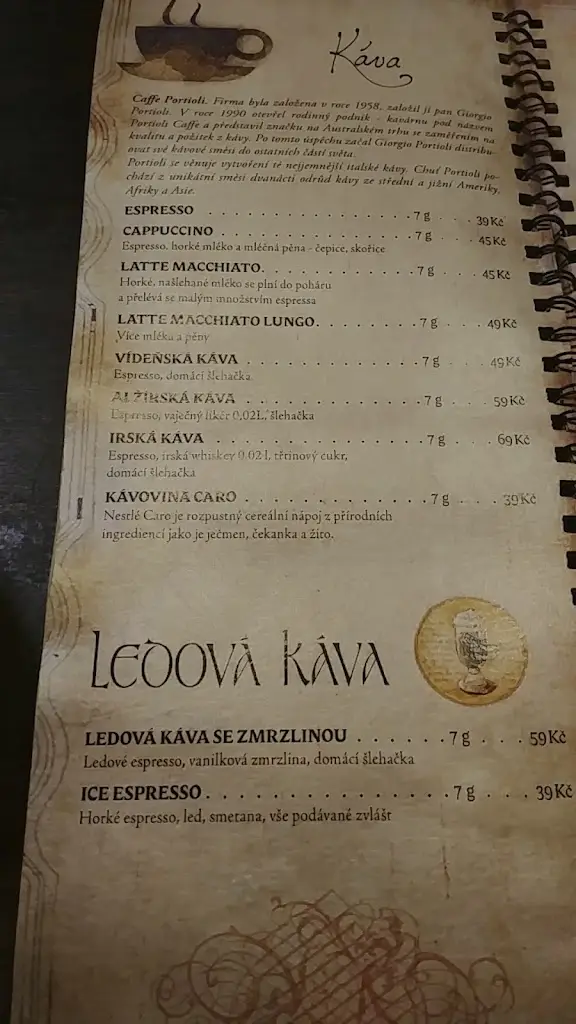 Káva
Caffe Portioli. Firma byla založena v roce 1958, založil ji pan Giorgio
Portioli. V roce 1990 otevřel rodinný podnik - kavárnu pod názvem
Portioli Caffe a představil značku na Australském trhu se zaměřením na
kvalitu a požitek z kávy. Po tomto úspěchu začal Giorgio Portioli distribu-
ovat své kávové směsi do ostatních částí světa.
Portioli se věnuje vytvoření té nejjemnější italské kávy. Chuť Portioli po-
chází z unikátní směsi dvanácti odrůd kávy ze střední a jižní Ameriky,
Afriky a Asie.
ESPRESSO . . . . . . . . . . . . . . . . 7 g . . . 39 Kč
CAPPUCCINO . . . . . . . . . . . . . . . 7 g . . . 45 Kč
Espresso, horké mléko a mléčná pěna - čepice, skořice
LATTE MACCHIATO. . . . . . . . . . . . 7 g . . . 45 Kč
Horké, našlehané mléko se plní do poháru
a přelévá se malým množstvím espressa
LATTE MACCHIATO LUNGO. . . . . . . . 7 g . . . 49 Kč
Více mléka a pěny
VÍDEŇSKÁ KÁVA . . . . . . . . . . . . . 7 g . . . 49 Kč
Espresso, domácí šlehačka
ALŽÍRSKÁ KÁVA . . . . . . . . . . . . . 7 g . . . 59 Kč
Espresso, vaječný likér 0.02L, šlehačka
IRSKÁ KÁVA . . . . . . . . . . . . . . . 7 g . . . 69 Kč
Espresso, irská whiskey 0.02 l, třtinový cukr,
domácí šlehačka
KÁVOVINA CARO . . . . . . . . . . . . . 7 g . . . 39 Kč
Nestlé Caro je rozpustný cereální nápoj z přírodních
ingrediencí jako je ječmen, čekanka a žito.
LEDOVÁ KÁVA
LEDOVÁ KÁVA SE ZMRZLINOU . . . . . . 7 g . . . 59 Kč
Ledové espresso, vanilková zmrzlina, domácí šlehačka
ICE ESPRESSO . . . . . . . . . . . . . . . 7 g . . . 39 Kč
Horké espresso, led, smetana, vše podávané zvlášť